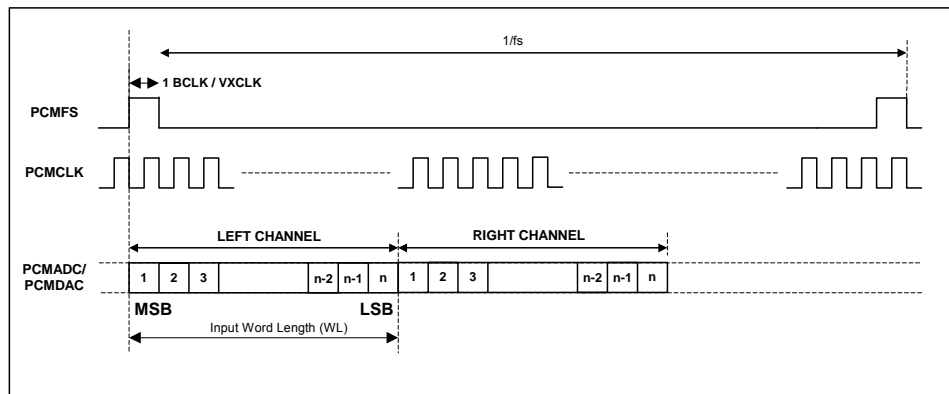 1/fs
1 BCLK / VXCLK
PCMFS
PCMCLK
LEFT CHANNEL RIGHT CHANNEL
PCMADC/
PCMDAC
1 2 3 n-2 n-1 n 1 2 3 n-2 n-1 n
MSB LSB
Input Word Length (WL)